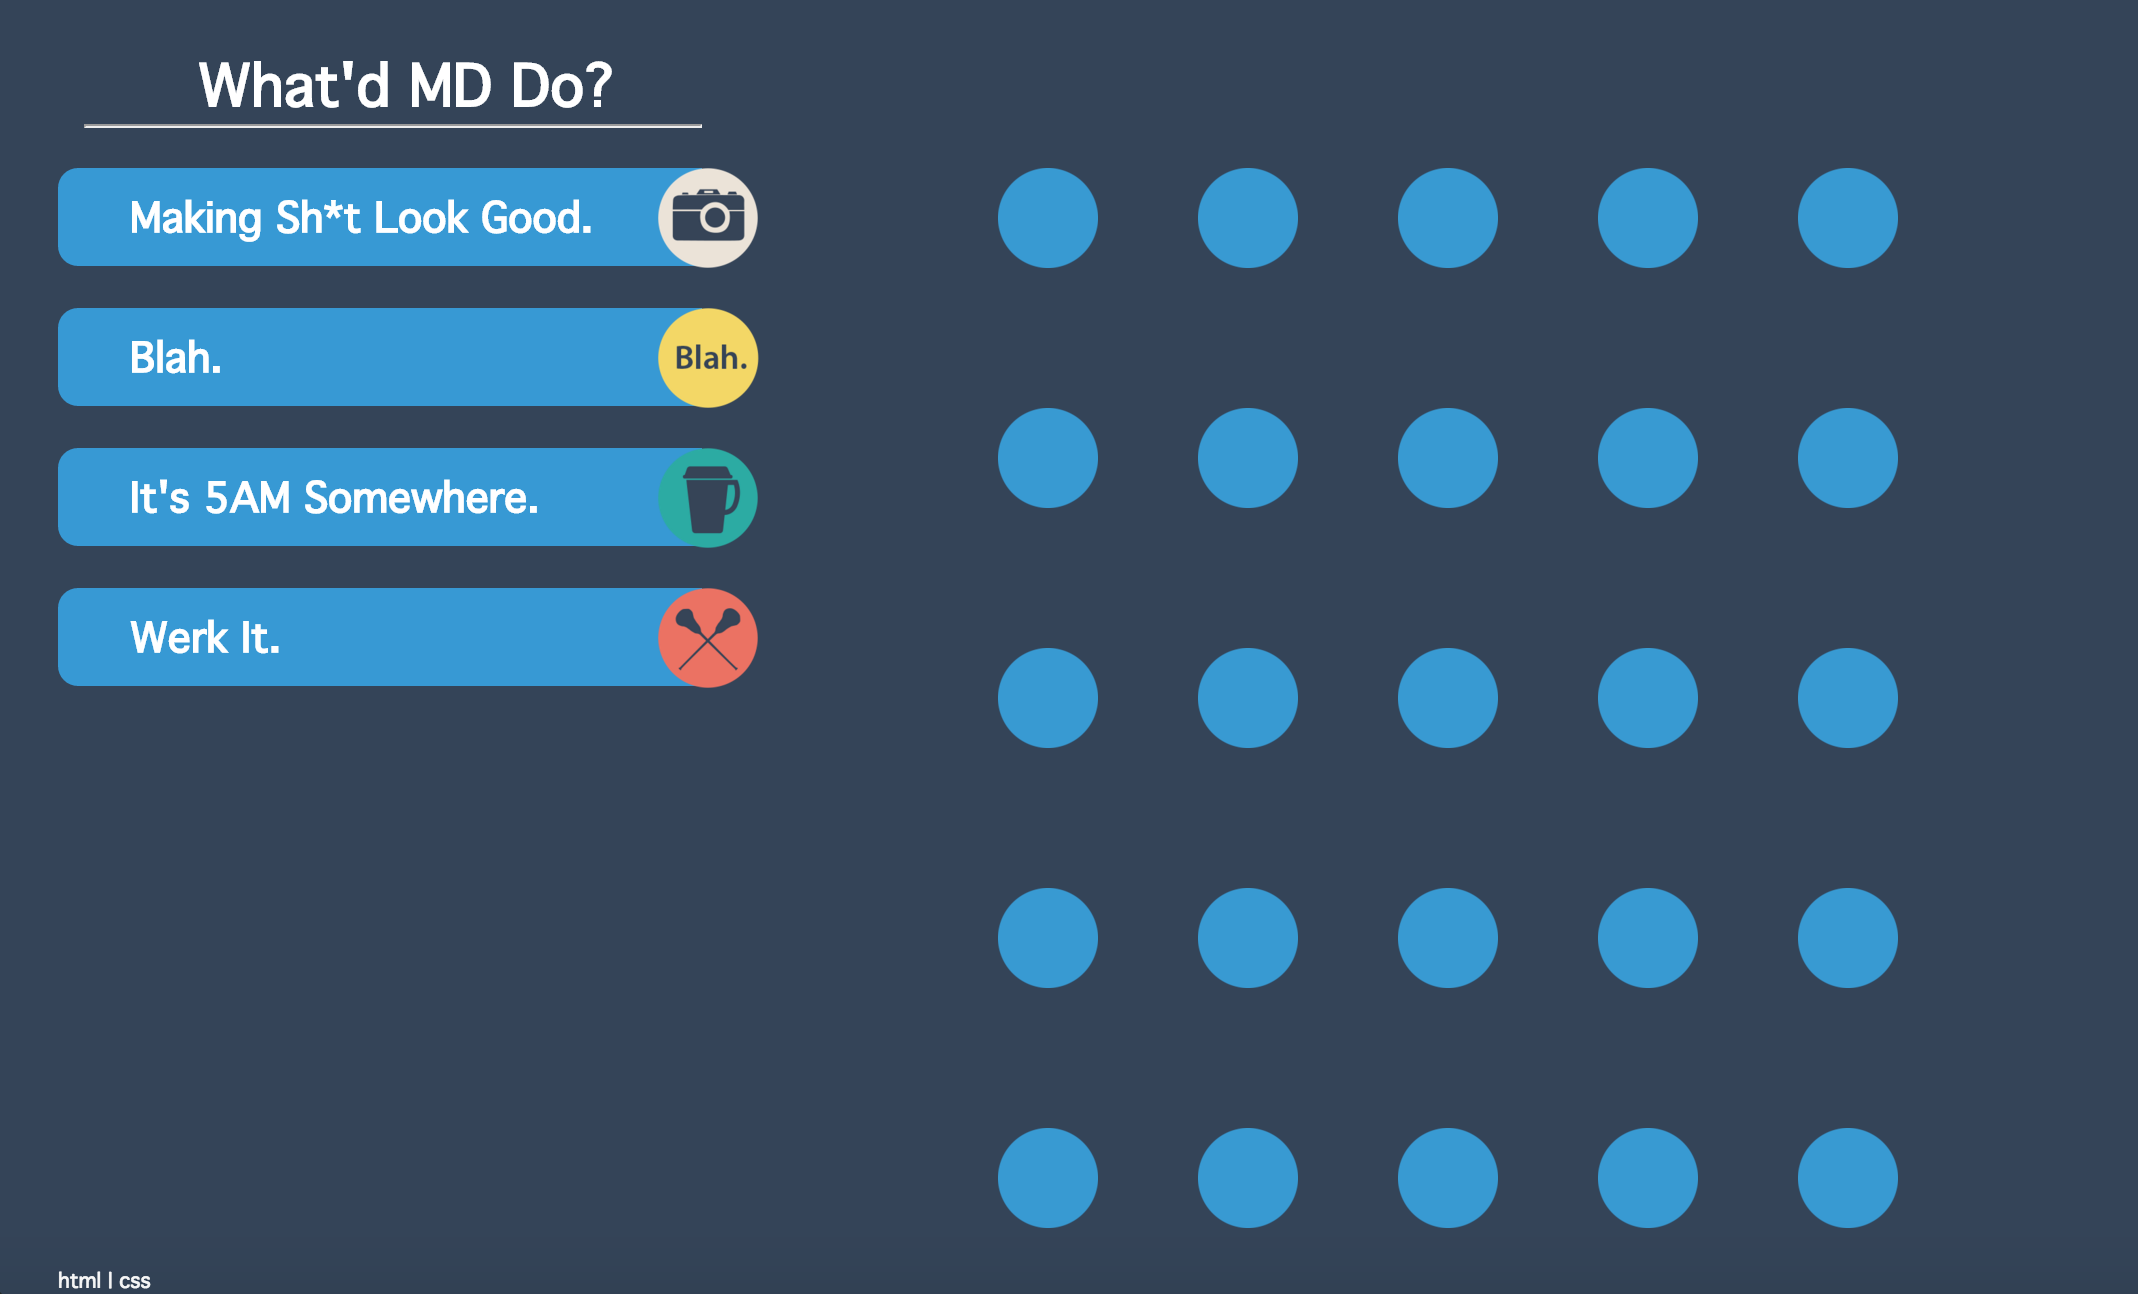 What'd MD Do?
Making Sh*t Look Good.
Blah.
Blah.
It's 5AM Somewhere.
Werk It.
html | css